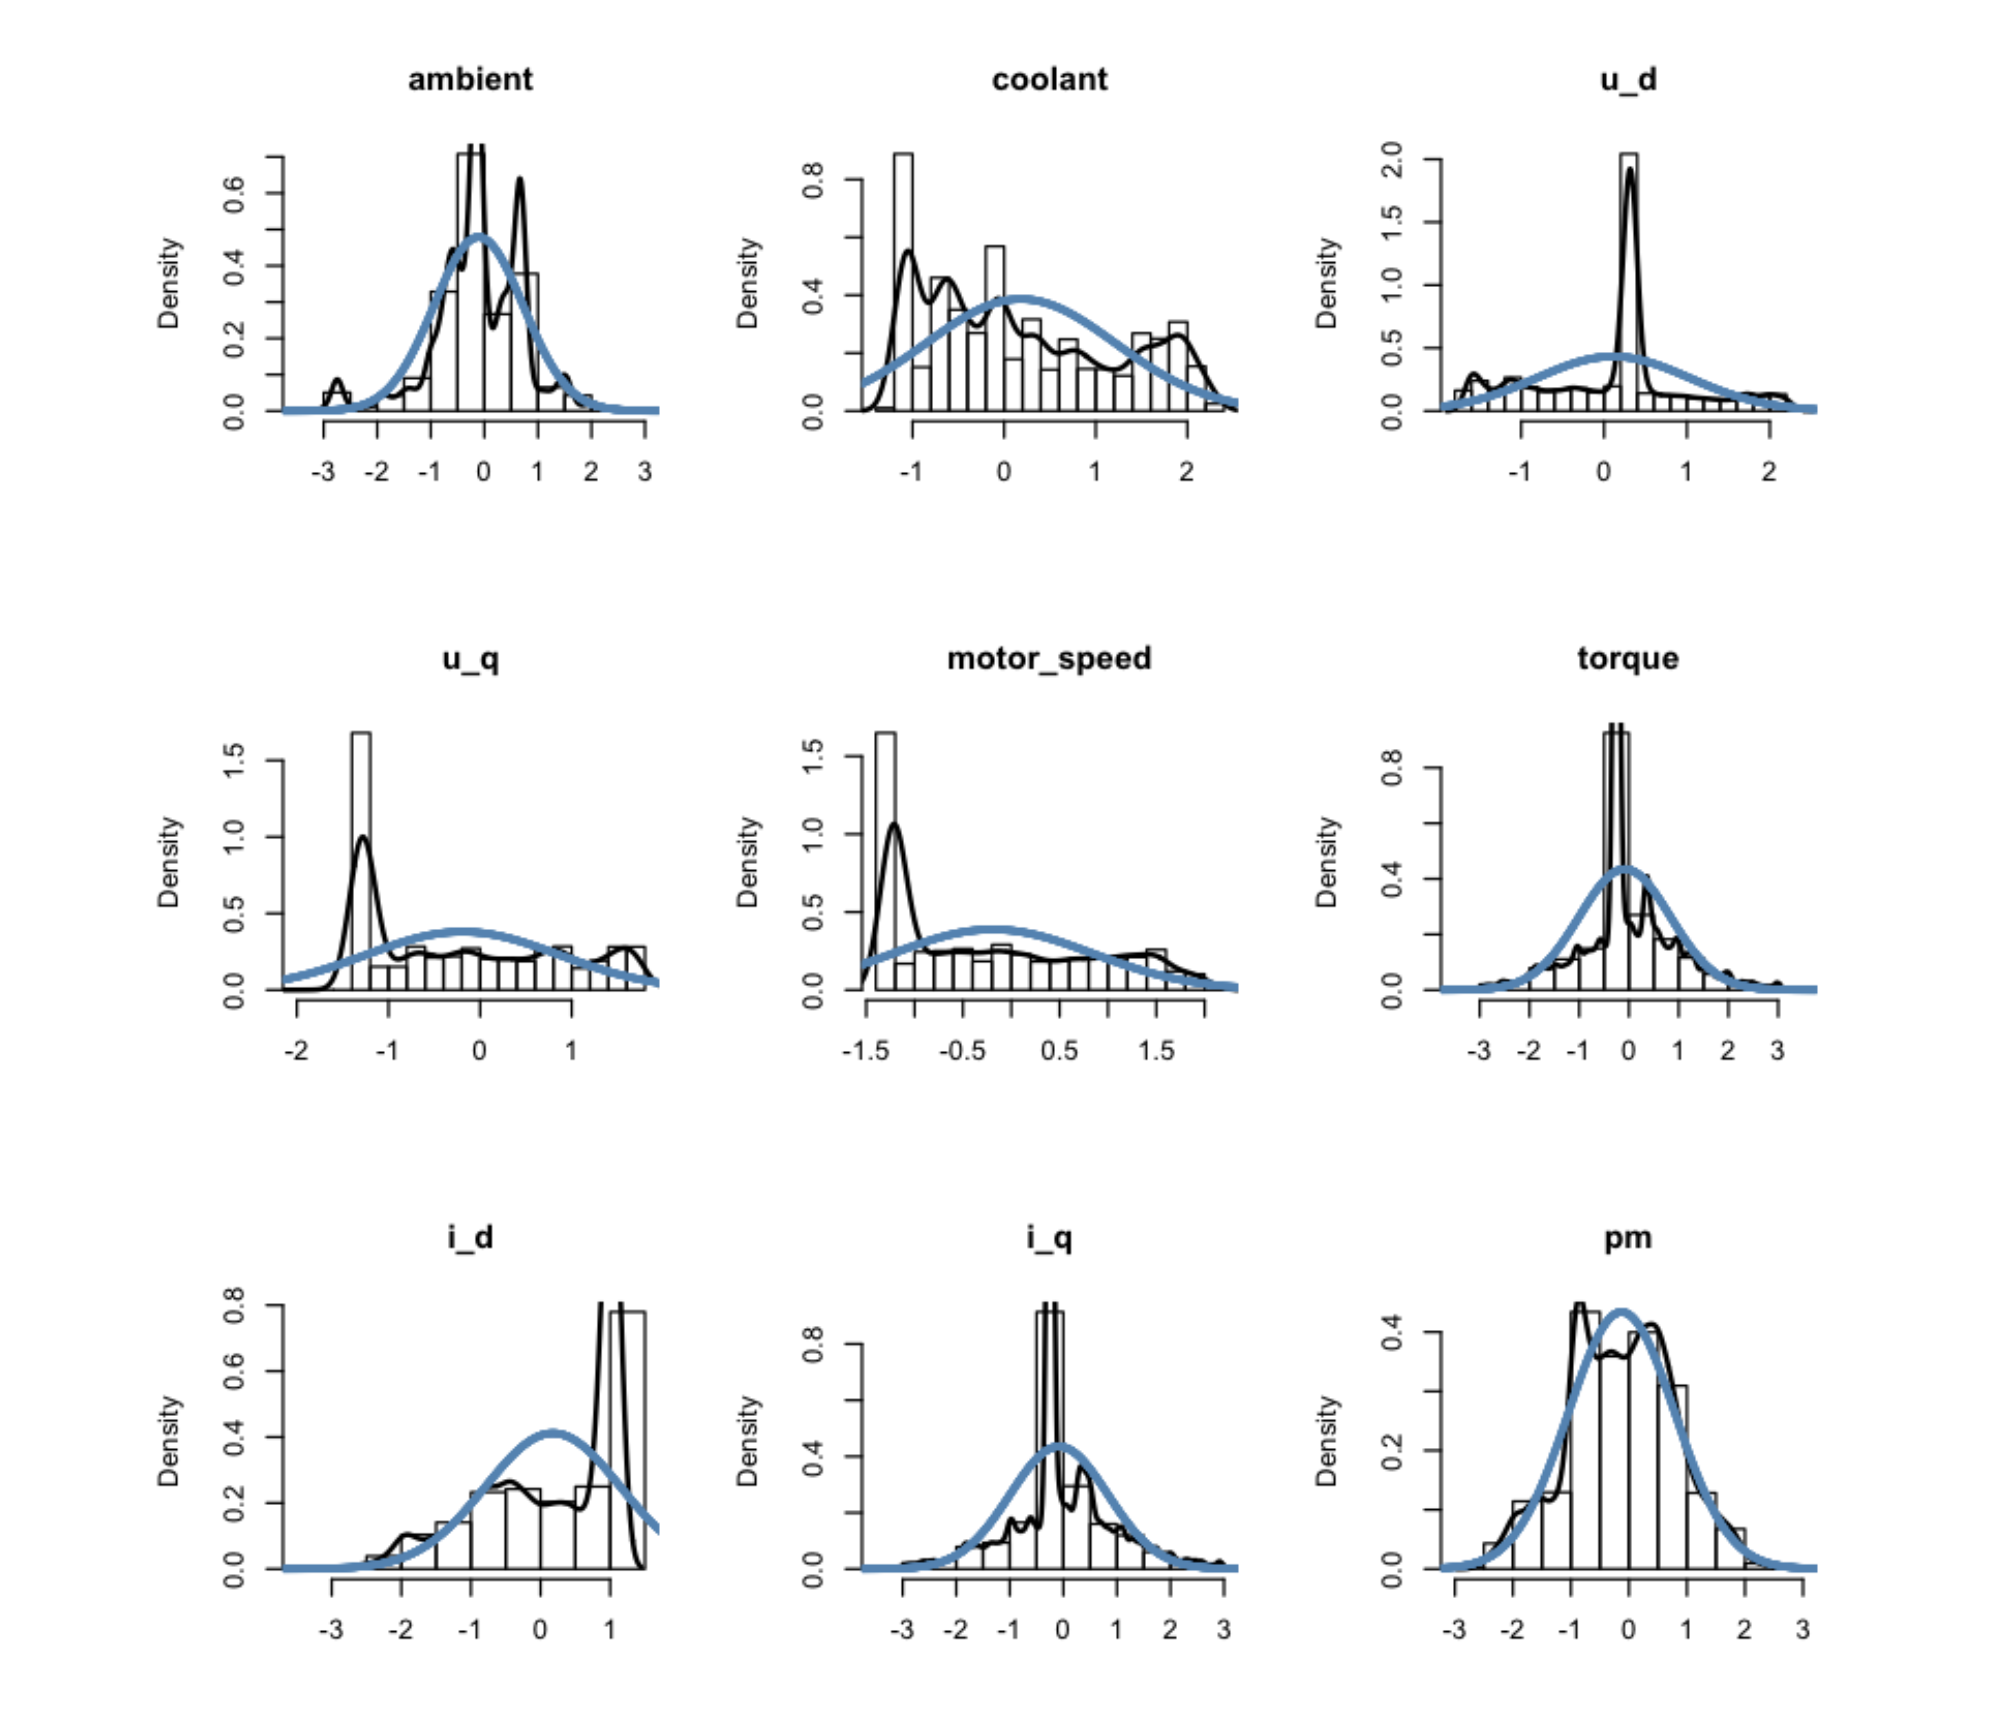 ambient
Density
0.0 0.2 0.4 0.6
-3 -2 -1 0 1 2 3
coolant
Density
0.0 0.4 0.8
-1 0 1 2
u_d
Density
0.0 0.5 1.0 1.5 2.0
-1 0 1 2
u_q
Density
0.0 0.5 1.0 1.5
-2 -1 0 1
motor_speed
Density
0.0 0.5 1.0 1.5
-1.5 -0.5 0.5 1.5
torque
Density
0.0 0.4 0.8
-3 -2 -1 0 1 2 3
i_d
Density
0.0 0.2 0.4 0.6 0.8
-3 -2 -1 0 1
i_q
Density
0.0 0.4 0.8
-3 -2 -1 0 1 2 3
pm
Density
0.0 0.2 0.4
-3 -2 -1 0 1 2 3